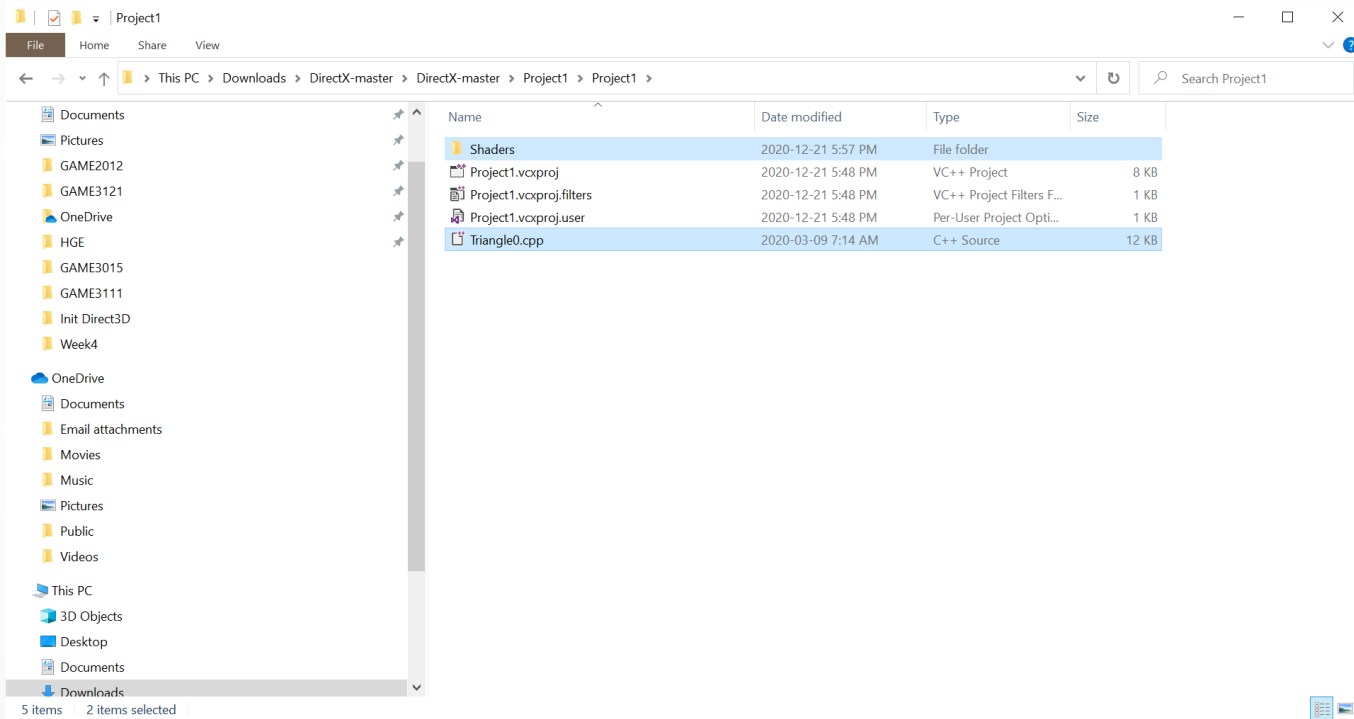 Project1
File Home Share View
This PC > Downloads > DirectX-master > DirectX-master > Project1 > Project1 >
Search Project1
Documents
Pictures
GAME2012
GAME3121
OneDrive
HGE
GAME3015
GAME3111
Init Direct3D
Week4
OneDrive
Documents
Email attachments
Movies
Music
Pictures
Public
Videos
This PC
3D Objects
Desktop
Documents
Downloads
Name Date modified Type Size
Shaders 2020-12-21 5:57 PM File folder
Project1.vcxproj 2020-12-21 5:48 PM VC++ Project 8 KB
Project1.vcxproj.filters 2020-12-21 5:48 PM VC++ Project Filters F... 1 KB
Project1.vcxproj.user 2020-12-21 5:48 PM Per-User Project Opti... 1 KB
Triangle0.cpp 2020-03-09 7:14 AM C++ Source 12 KB
5 items 2 items selected